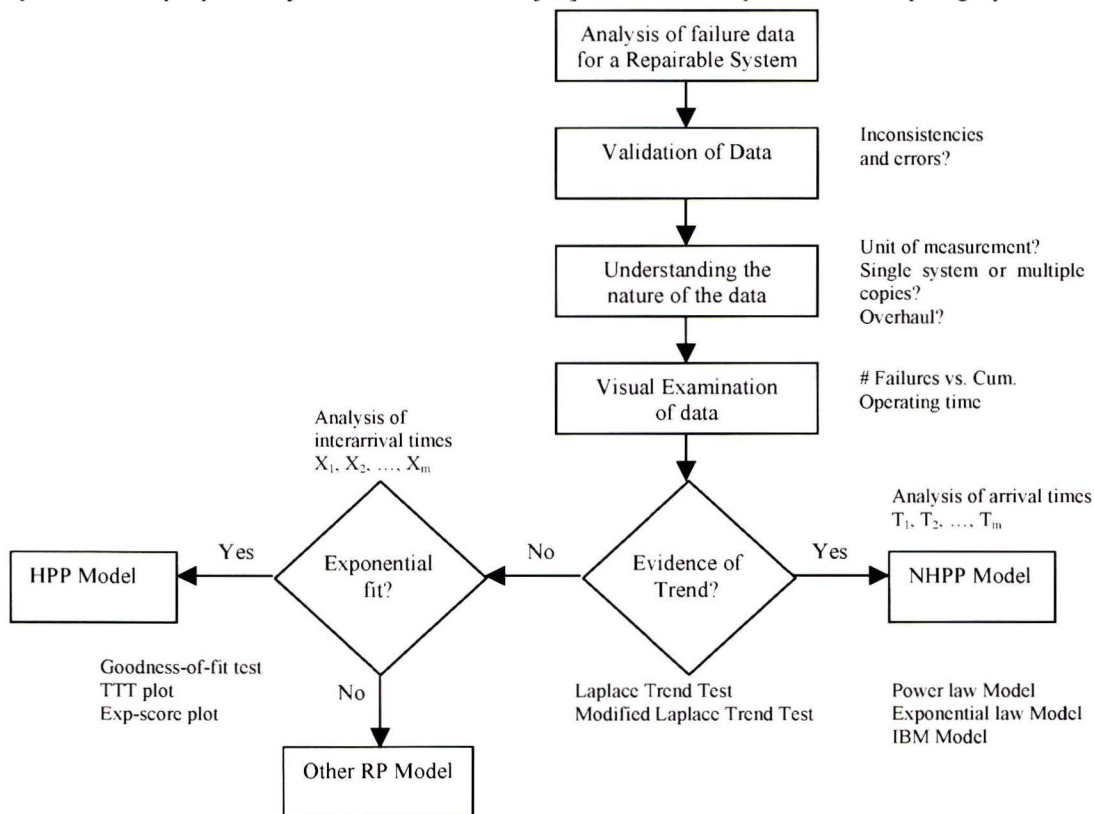 Analysis of failure data
for a Repairable System
Validation of Data
Inconsistencies
and errors?
Understanding the
nature of the data
Unit of measurement?
Single system or multiple
copies?
Overhaul?
Visual Examination
of data
# Failures vs. Cum.
Operating time
Analysis of
interarrival times
X1, X2, ..., Xm
Analysis of arrival times
T1, T2, ..., Tm
HPP Model
Yes
Exponential
fit?
No
Evidence of
Trend?
Yes
NHPP Model
Goodness-of-fit test
TTT plot
Exp-score plot
No
Laplace Trend Test
Modified Laplace Trend Test
Power law Model
Exponential law Model
IBM Model
Other RP Model